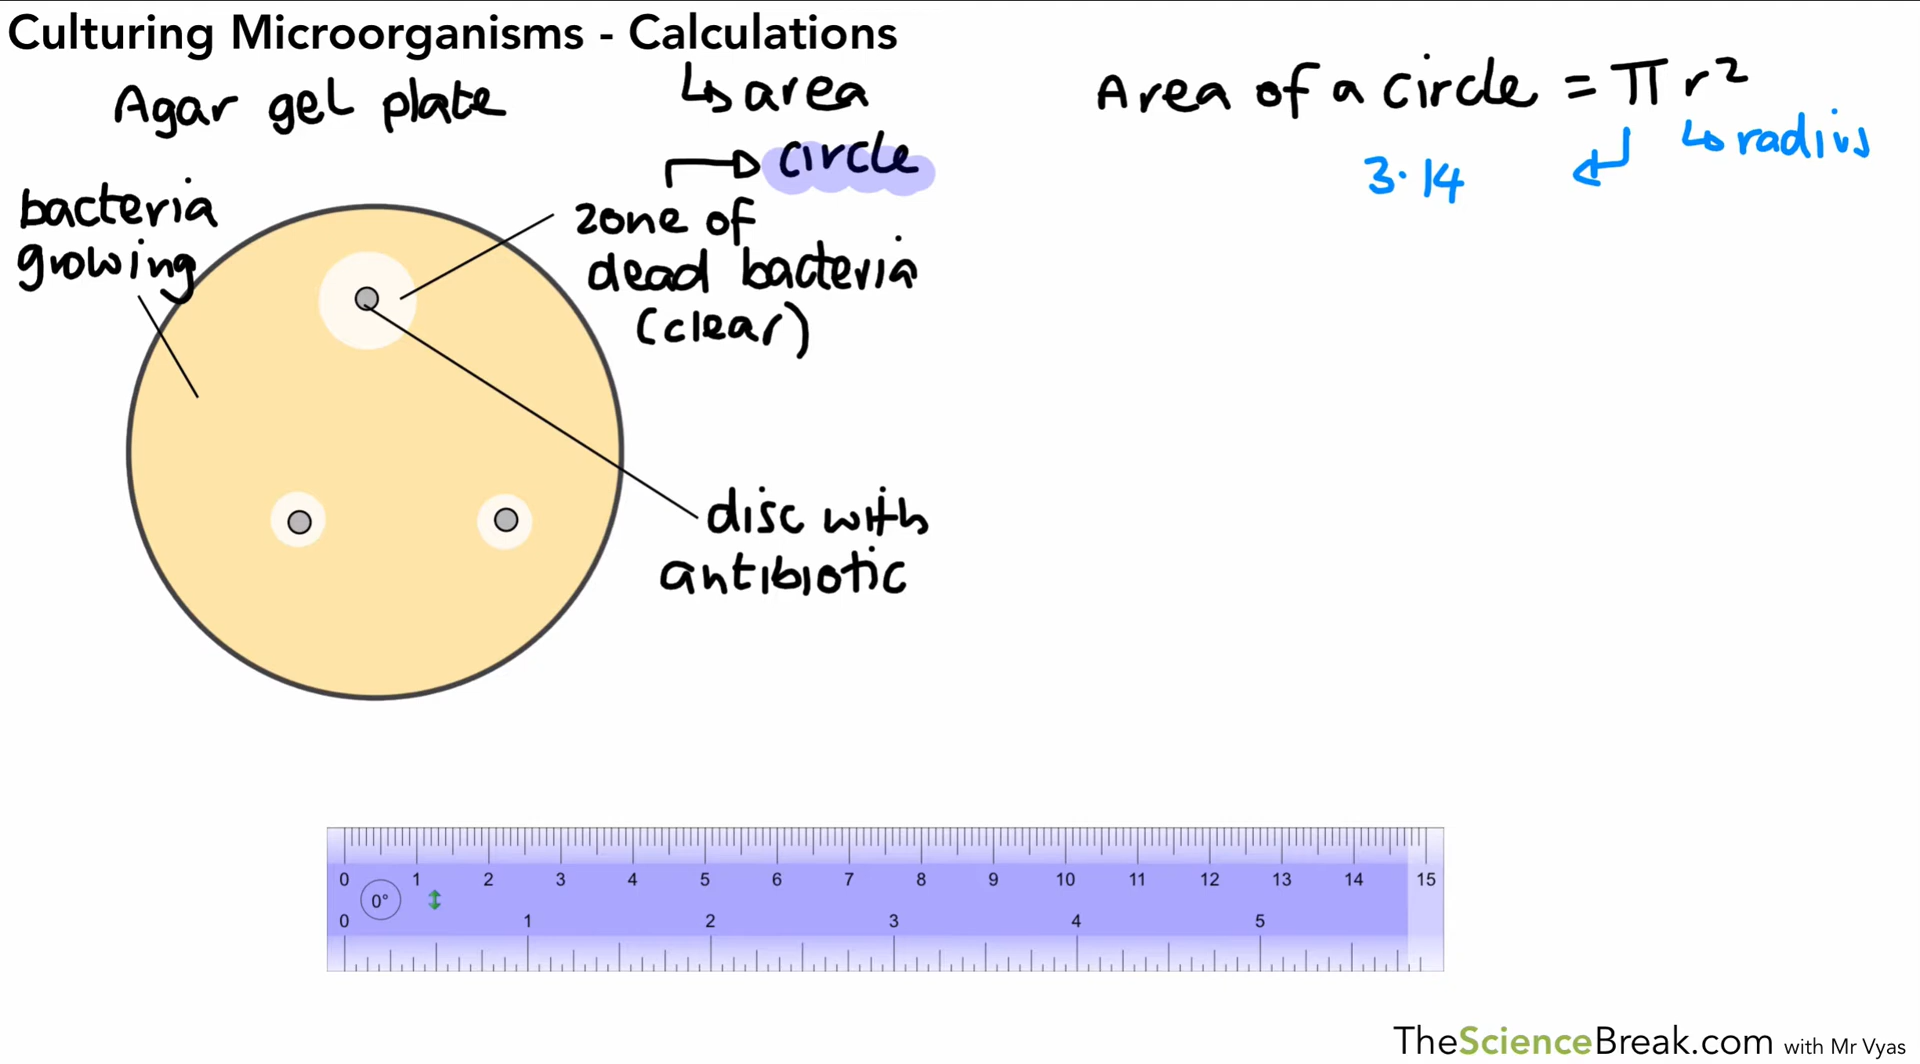 Culturing Microorganisms - Calculations
Agar gel plate
↳ area
circle
Area of a circle = πr²
3.14
↳ radius
bacteria
growing
zone of
dead bacteria
(clear)
disc with
antibiotic
0 1 2 3 4 5 6 7 8 9 10 11 12 13 14 15
0°
0 1 2 3 4 5
TheScienceBreak.com with Mr Vyas